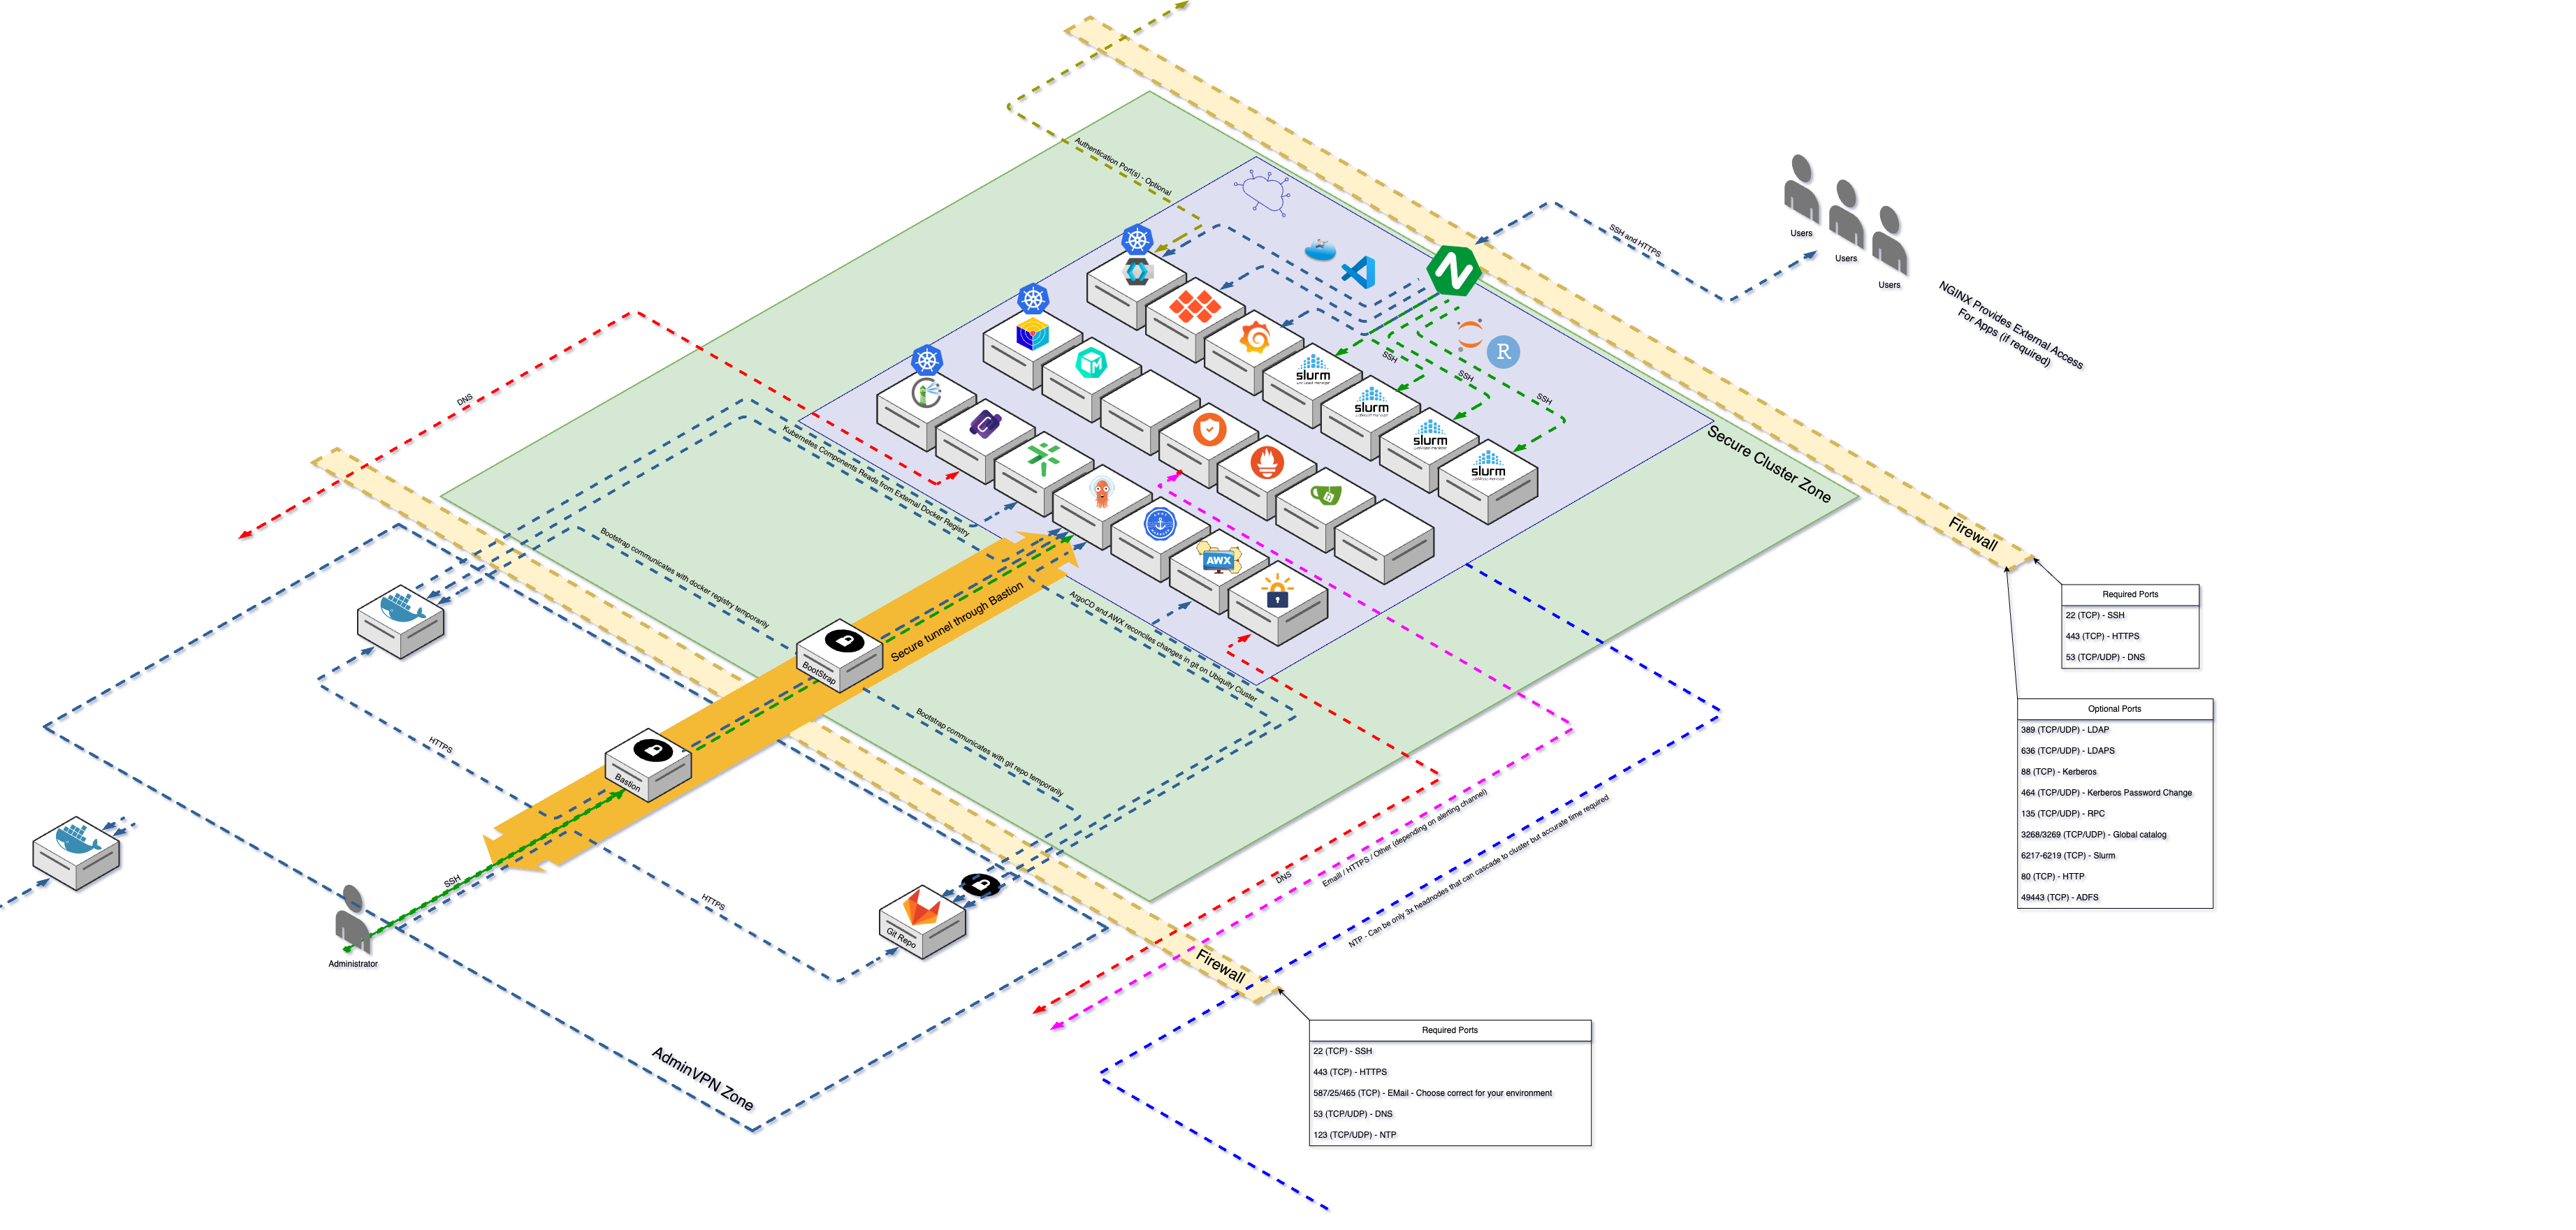 Authentication Port(s) - Optional
SSH and HTTPS
Users
Users
Users
NGINX Provides External Access
For Apps (if required)
R
SSH
SSH
SSH
slurm
slurm
slurm
slurm
DNS
Kubernetes Components Reads from External Docker Registry
Secure Cluster Zone
Firewall
Bootstrap communicates with docker registry temporarily
AWX
Secure tunnel through Bastion
ArgoCD and AWX reconciles changes in git on Ubiquity Cluster
BootStrap
Bootstrap communicates with git repo temporarily
Bastion
HTTPS
HTTPS
SSH
Administrator
Git Repo
DNS
Emaill / HTTPS / Other (depending on alerting channel)
NTP - Can be only 3x headnodes that can cascade to cluster but accurate time required
Firewall
AdminVPN Zone
Required Ports
22 (TCP) - SSH
443 (TCP) - HTTPS
53 (TCP/UDP) - DNS
Optional Ports
389 (TCP/UDP) - LDAP
636 (TCP/UDP) - LDAPS
88 (TCP) - Kerberos
464 (TCP/UDP) - Kerberos Password Change
135 (TCP/UDP) - RPC
3268/3269 (TCP/UDP) - Global catalog
6217-6219 (TCP) - Slurm
80 (TCP) - HTTP
49443 (TCP) - ADFS
Required Ports
22 (TCP) - SSH
443 (TCP) - HTTPS
587/25/465 (TCP) - EMail - Choose correct for your environment
53 (TCP/UDP) - DNS
123 (TCP/UDP) - NTP